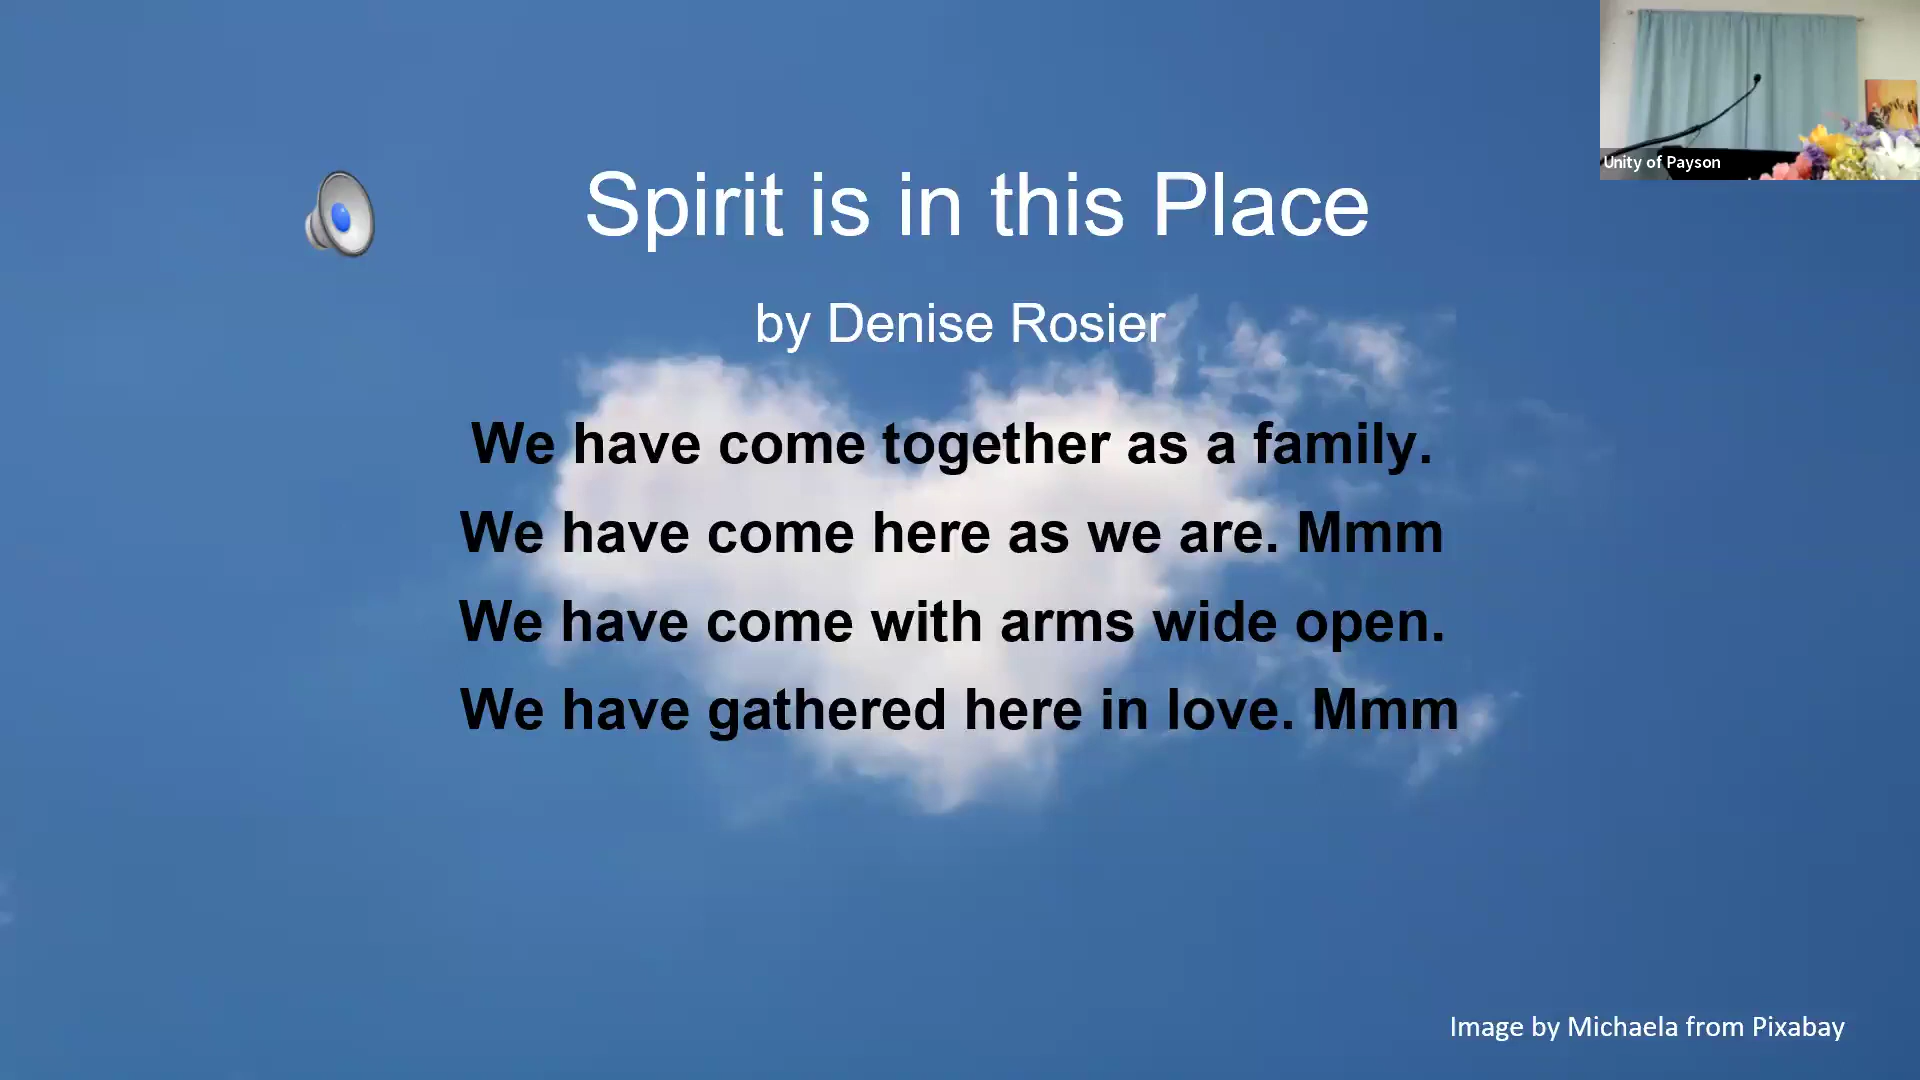 Unity of Payson
Spirit is in this Place
by Denise Rosier
We have come together as a family.
We have come here as we are. Mmm
We have come with arms wide open.
We have gathered here in love. Mmm
Image by Michaela from Pixabay